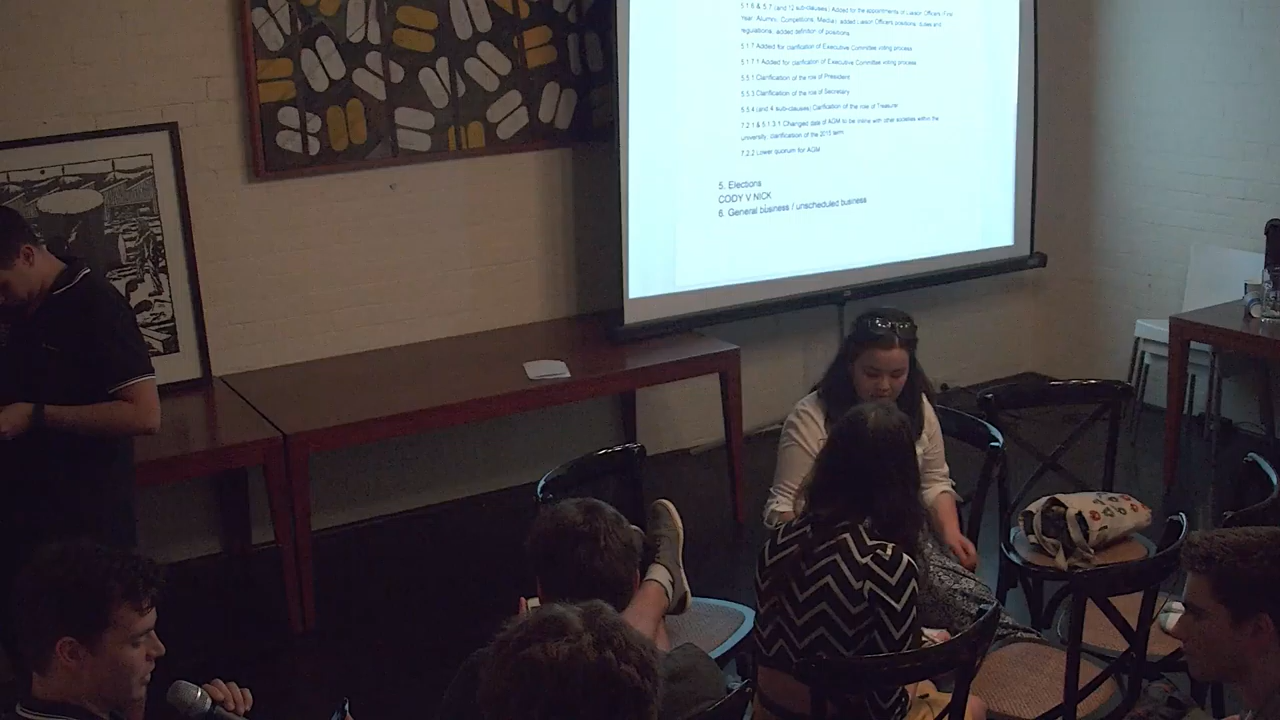 5.1.6 & 5.7 (and 12 sub-clauses) Added for the appointments of Liaison Officers (First
Year, Alumni, Competitions, Media), added Liaison Officers positions, duties and
regulations, added definition of positions
5.1.7 Added for clarification of Executive Committee voting process
5.1.7.1 Added for clarification of Executive Committee voting process
5.5.1 Clarification of the role of President
5.5.3 Clarification of the role of Secretary
5.5.4 (and 4 sub-clauses) Clarification of the role of Treasurer
7.2.1 & 5.1.3.1 Changed date of AGM to be inline with other societies within the
university, clarification of the 2015 term
7.2.2 Lower quorum for AGM
5. Elections
CODY V NICK
6. General business / unscheduled business